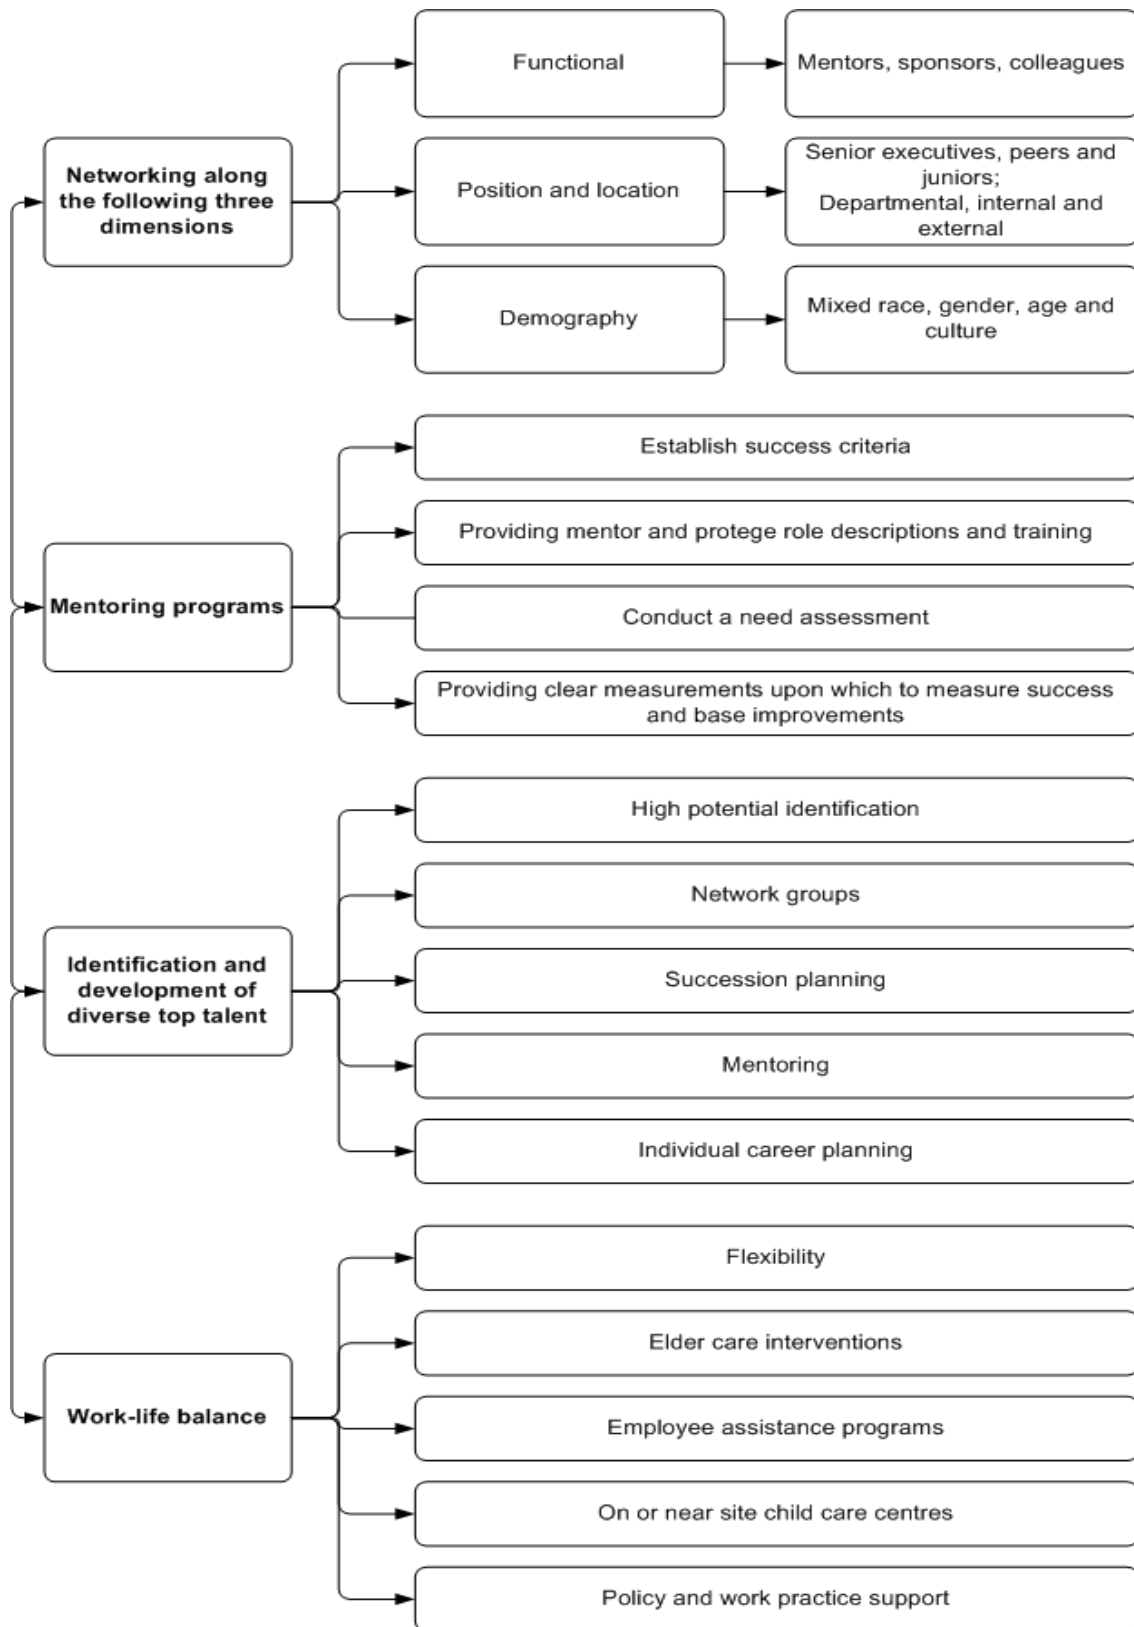 Functional
Mentors, sponsors, colleagues
Networking along
the following three
dimensions
Position and location
Senior executives, peers and
juniors;
Departmental, internal and
external
Demography
Mixed race, gender, age and
culture
Mentoring programs
Establish success criteria
Providing mentor and protege role descriptions and training
Conduct a need assessment
Providing clear measurements upon which to measure success
and base improvements
Identification and
development of
diverse top talent
High potential identification
Network groups
Succession planning
Mentoring
Individual career planning
Work-life balance
Flexibility
Elder care interventions
Employee assistance programs
On or near site child care centres
Policy and work practice support